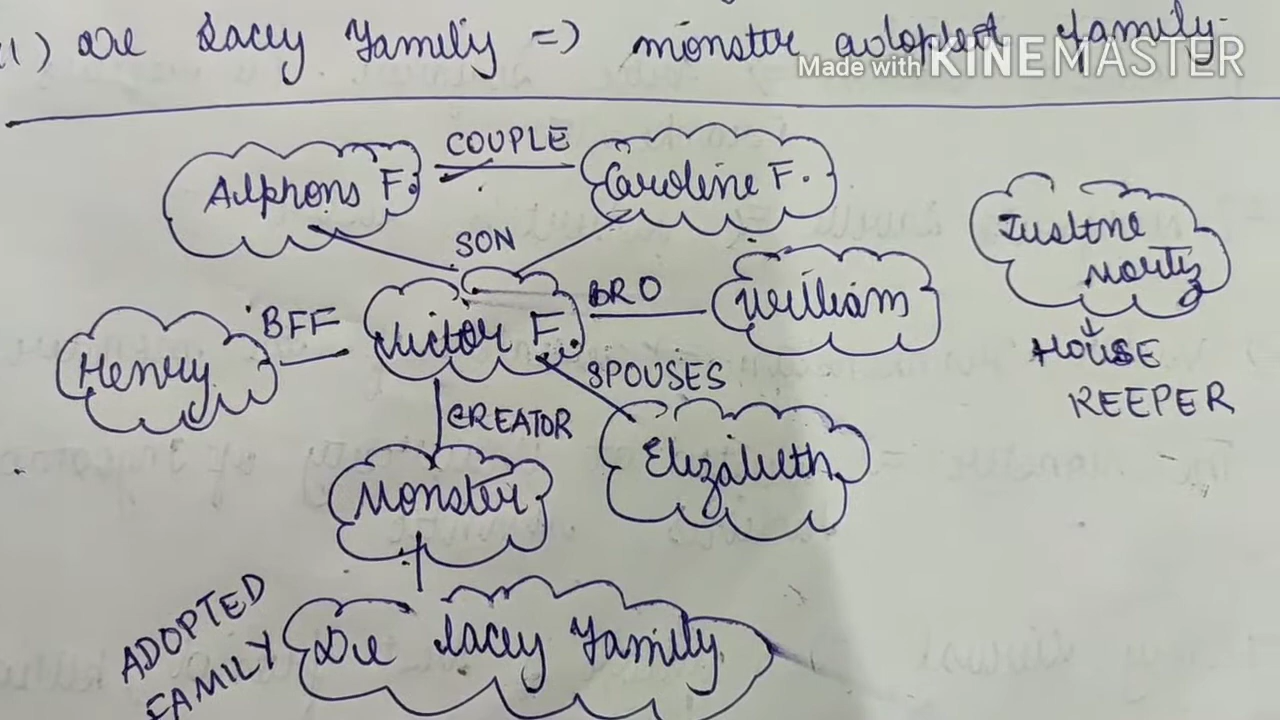 1) De Lacey Family => monster adopted family.
Made with KINEMASTER
COUPLE
Alphons F.
Caroline F.
Justine
Moritz
SON
BRO
William
Victor F.
BFF
Henry
HOUSE
KEEPER
SPOUSES
CREATOR
Elizabeth
Monster
ADOPTED
FAMILY
De Lacey Family